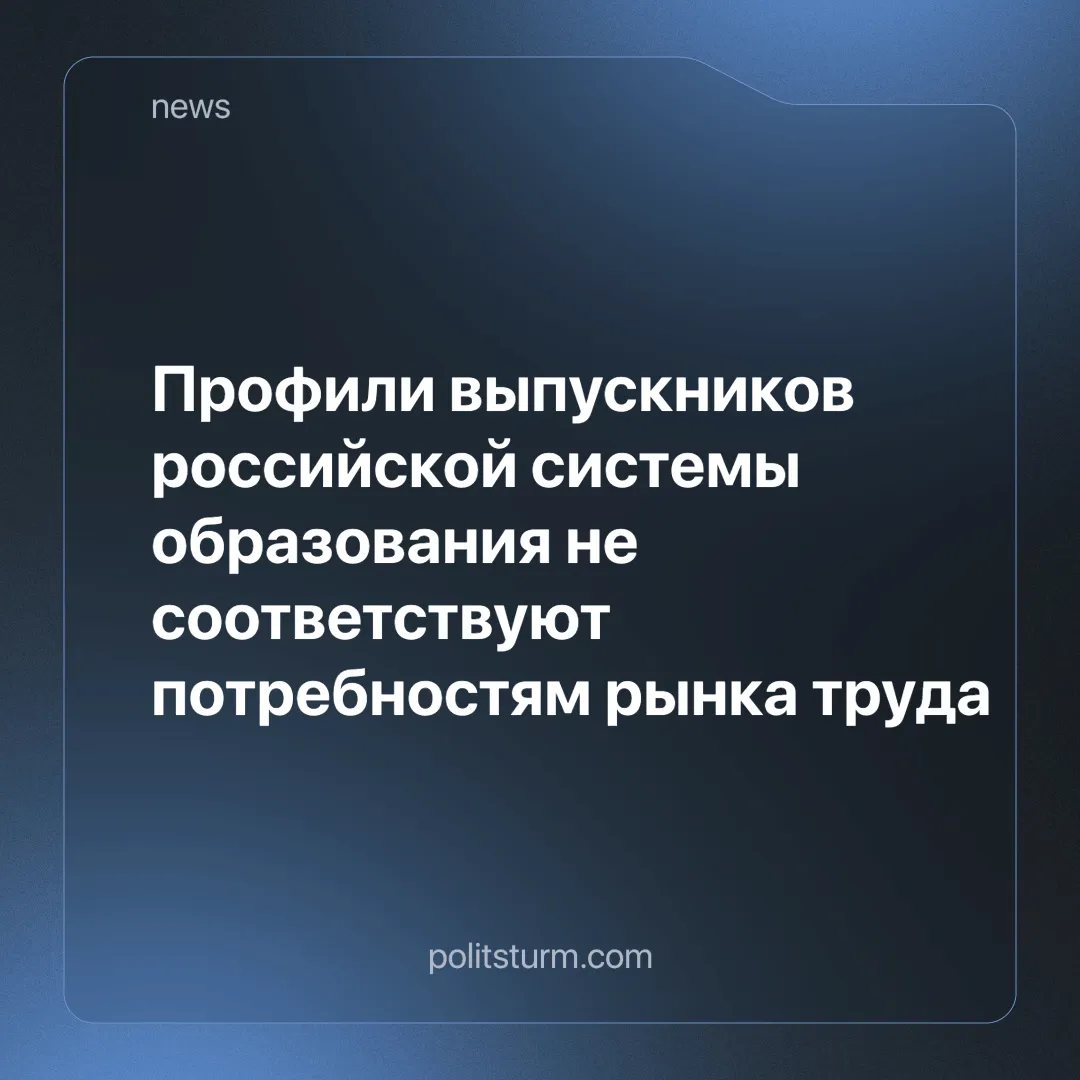 news
Профили выпускников
российской системы
образования не
соответствуют
потребностям рынка труда
politsturm.com